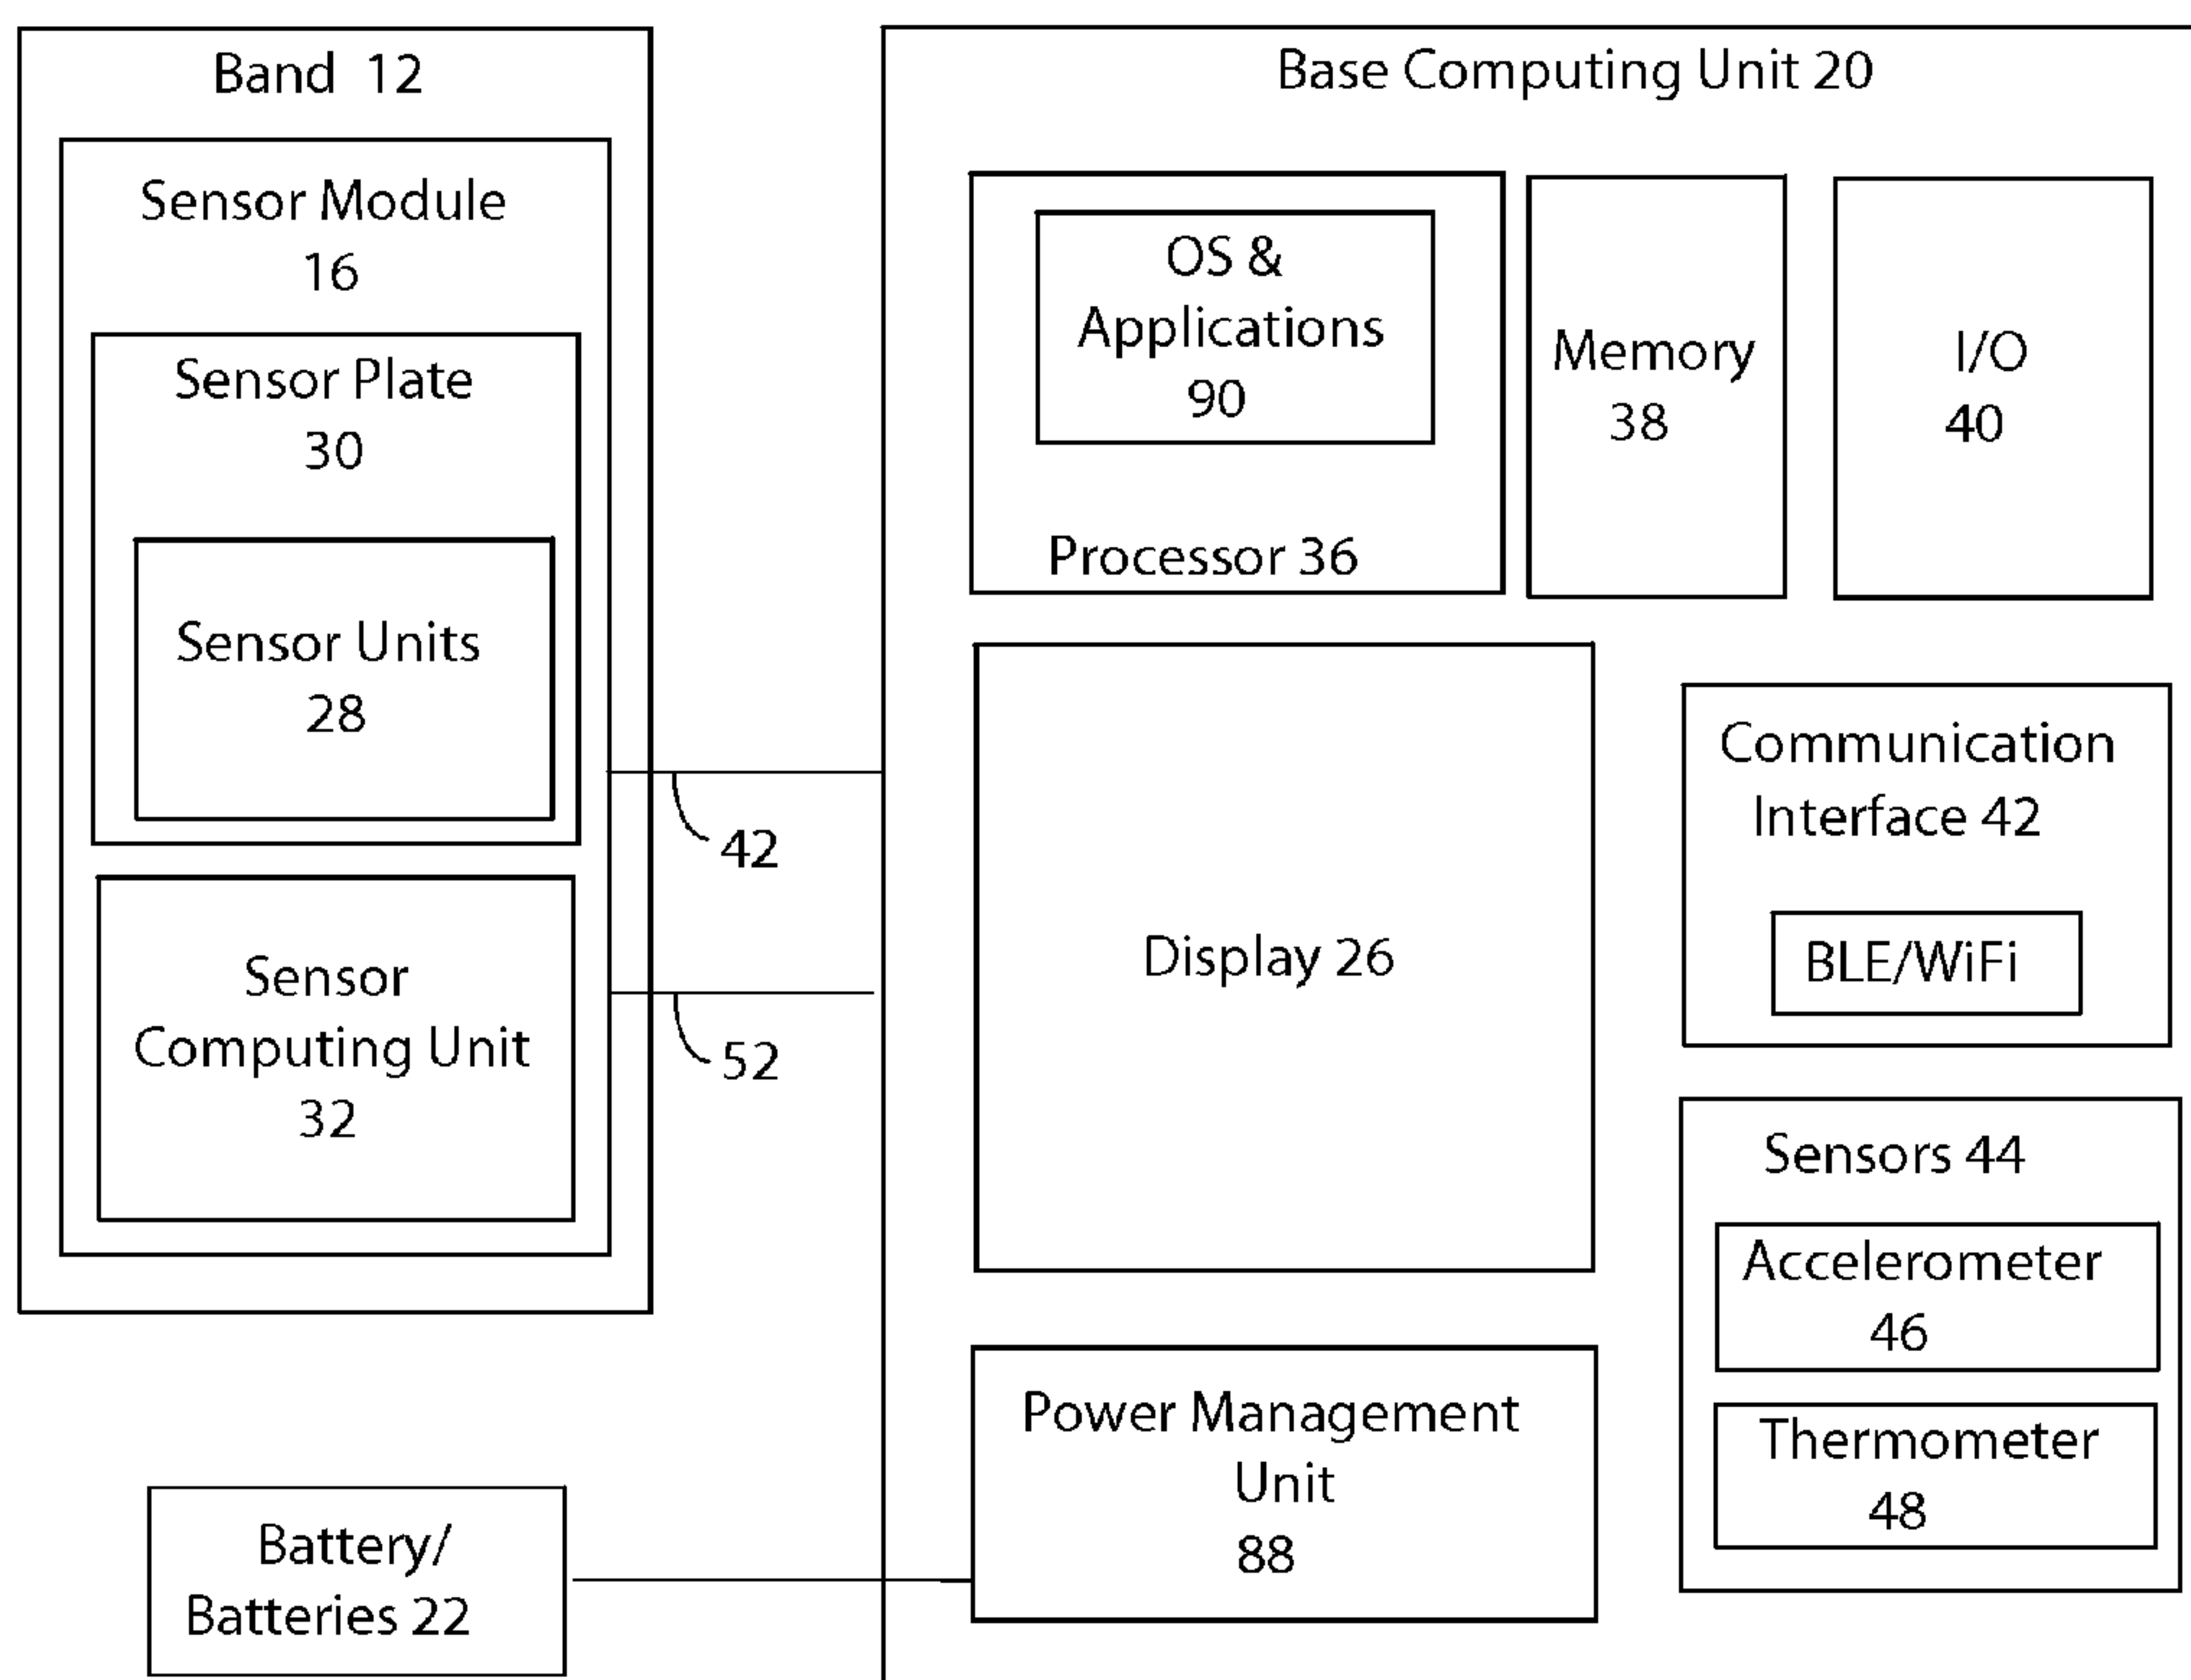 Band 12
Sensor Module
16
Sensor Plate
30
Sensor Units
28
Sensor
Computing Unit
32
42
52
Battery/
Batteries 22
Base Computing Unit 20
OS &
Applications
90
Processor 36
Memory
38
I/O
40
Display 26
Communication
Interface 42
BLE/WiFi
Sensors 44
Accelerometer
46
Thermometer
48
Power Management
Unit
88